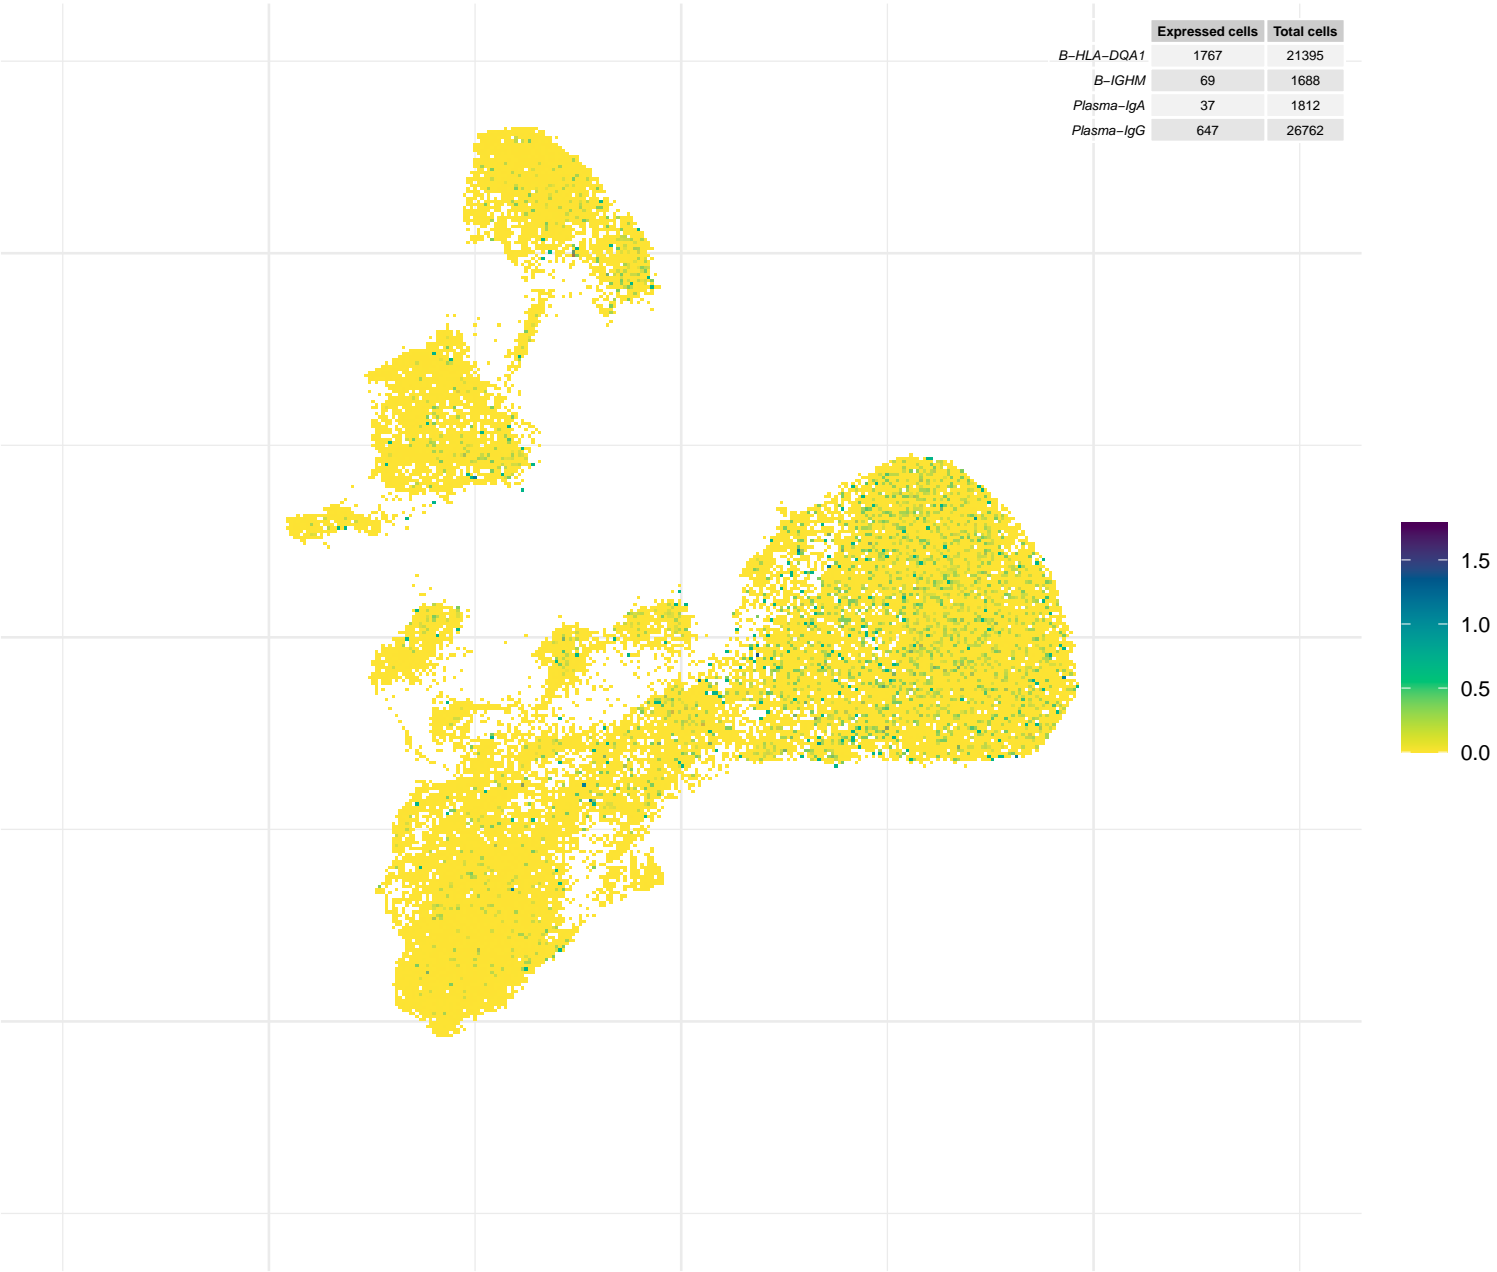 Expressed cells Total cells
B−HLA−DQA1 1767 21395
B−IGHM 69 1688
Plasma−IgA 37 1812
Plasma−IgG 647 26762
1.5
1.0
0.5
0.0